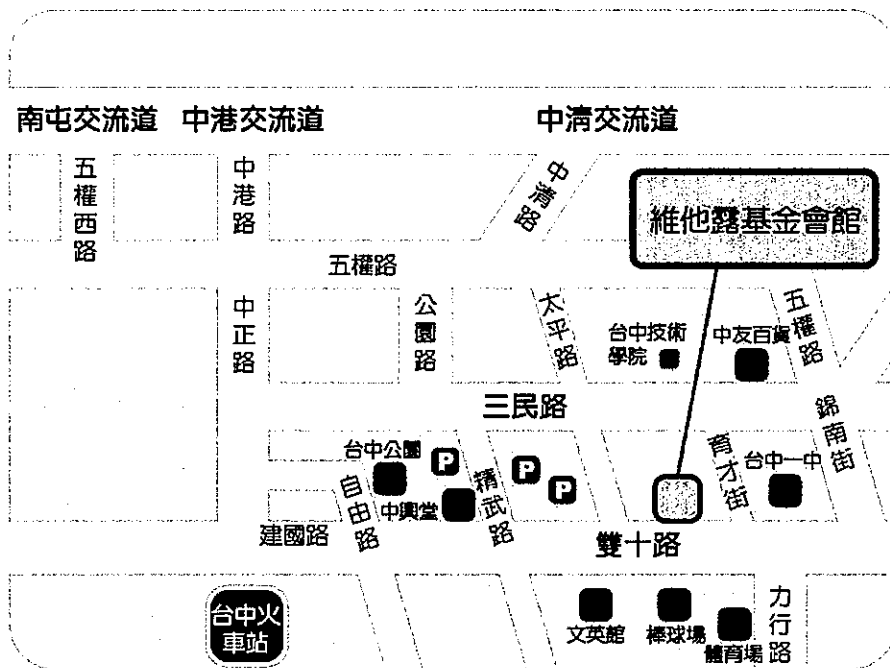 南屯交流道 中港交流道 中清交流道
五權西路
中港路
中清路
維他露基金會館
五權路
中正路
公園路
太平路
台中技術
學院
中友百貨
五權路
三民路
錦南街
台中公園
P
P
P
育才街
台中一中
自由路
中興堂
精武路
建國路
雙十路
台中火
車站
文英館
棒球場
體育場
力行路